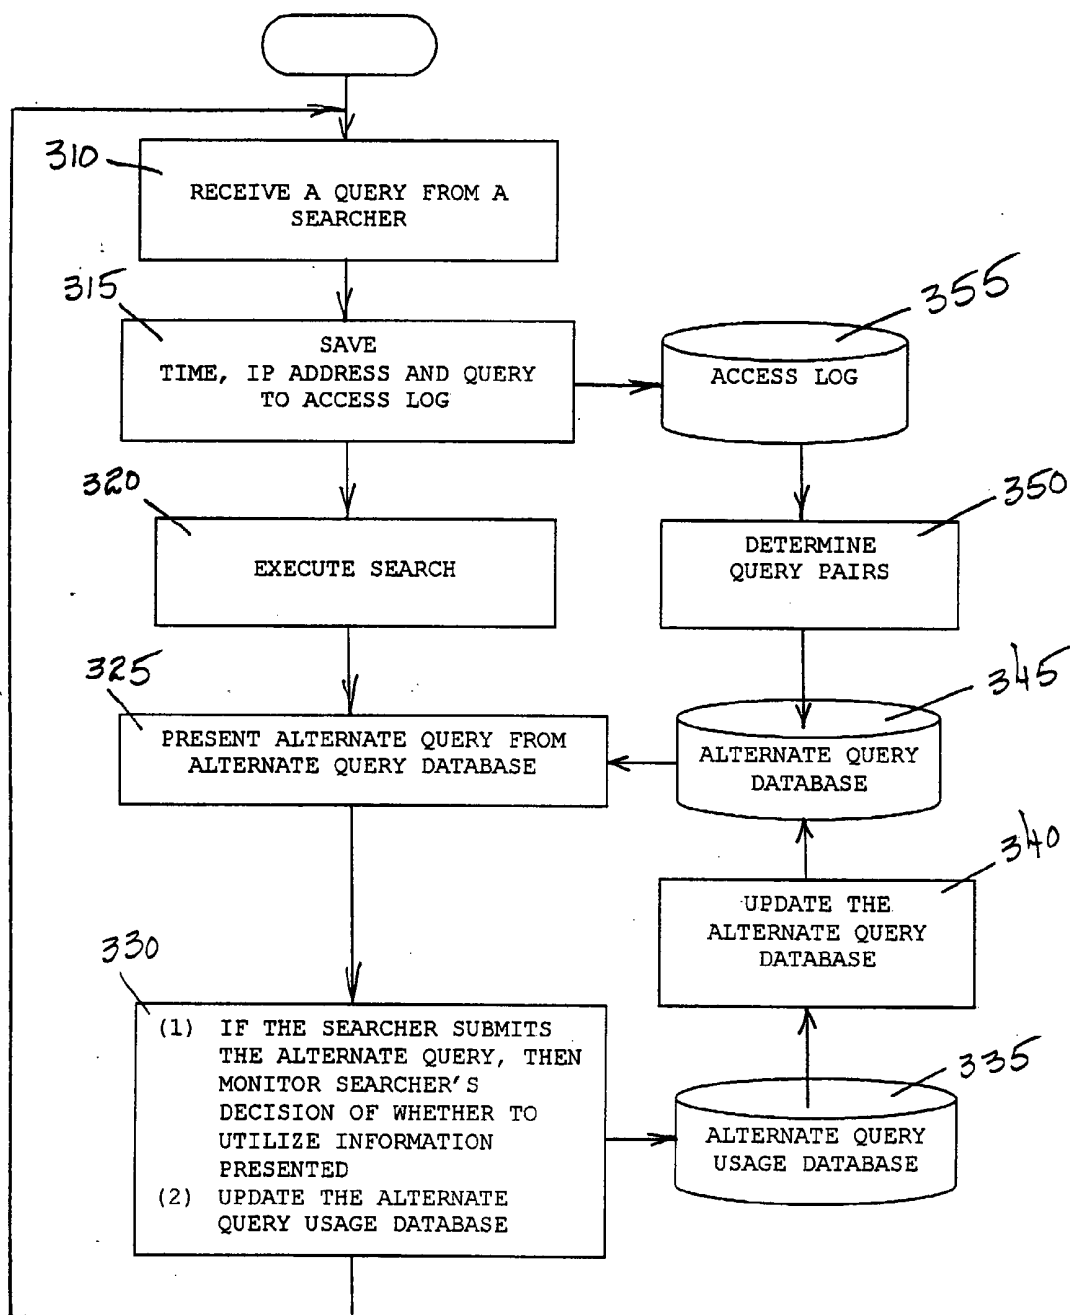 310
RECEIVE A QUERY FROM A
SEARCHER
315
SAVE
TIME, IP ADDRESS AND QUERY
TO ACCESS LOG
355
ACCESS LOG
320
EXECUTE SEARCH
350
DETERMINE
QUERY PAIRS
325
PRESENT ALTERNATE QUERY FROM
ALTERNATE QUERY DATABASE
345
ALTERNATE QUERY
DATABASE
340
UPDATE THE
ALTERNATE QUERY
DATABASE
330
(1) IF THE SEARCHER SUBMITS
THE ALTERNATE QUERY, THEN
MONITOR SEARCHER'S
DECISION OF WHETHER TO
UTILIZE INFORMATION
PRESENTED
(2) UPDATE THE ALTERNATE
QUERY USAGE DATABASE
335
ALTERNATE QUERY
USAGE DATABASE